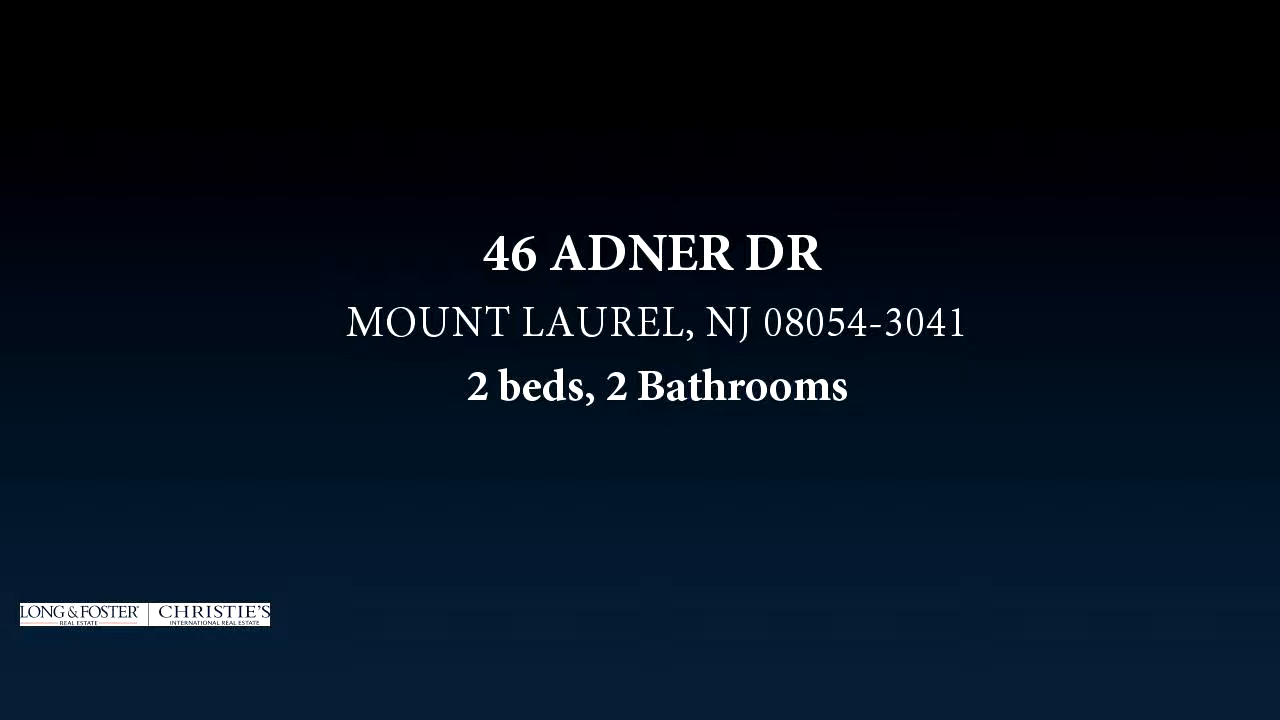 46 ADNER DR
MOUNT LAUREL, NJ 08054-3041
2 beds, 2 Bathrooms
LONG & FOSTER CHRISTIE'S
REAL ESTATE INTERNATIONAL REAL ESTATE